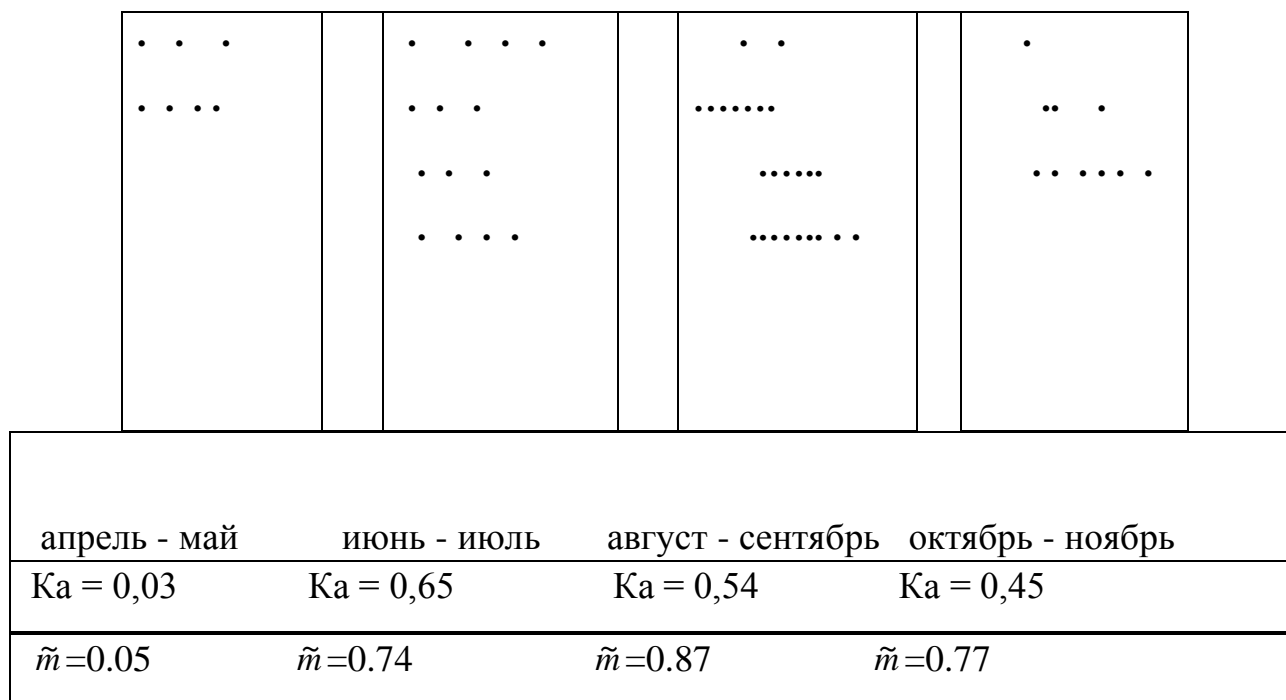 апрель - май июнь - июль август - сентябрь октябрь - ноябрь
Ка = 0,03 Ка = 0,65 Ка = 0,54 Ка = 0,45
m̃=0.05 m̃=0.74 m̃=0.87 m̃=0.77